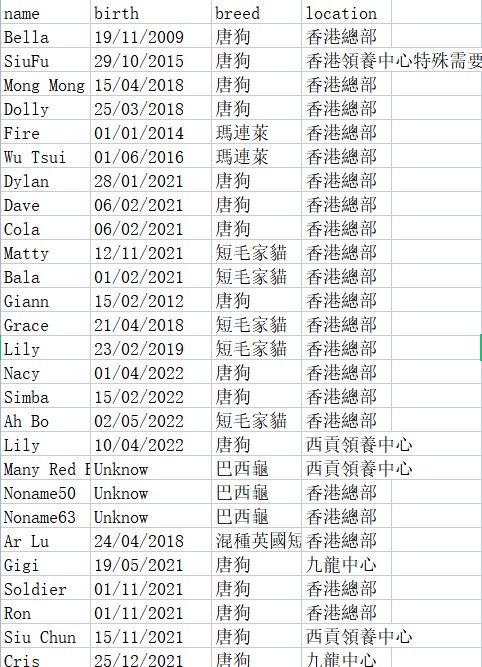 name birth breed location
Bella 19/11/2009 唐狗 香港總部
SiuFu 29/10/2015 唐狗 香港領養中心特殊需要
Mong Mong 15/04/2018 唐狗 香港總部
Dolly 25/03/2018 唐狗 香港總部
Fire 01/01/2014 瑪連萊 香港總部
Wu Tsui 01/06/2016 瑪連萊 香港總部
Dylan 28/01/2021 唐狗 香港總部
Dave 06/02/2021 唐狗 香港總部
Cola 06/02/2021 唐狗 香港總部
Matty 12/11/2021 短毛家貓 香港總部
Bala 01/02/2021 短毛家貓 香港總部
Giann 15/02/2012 唐狗 香港總部
Grace 21/04/2018 短毛家貓 香港總部
Lily 23/02/2019 短毛家貓 香港總部
Nacy 01/04/2022 唐狗 香港總部
Simba 15/02/2022 唐狗 香港總部
Ah Bo 02/05/2022 短毛家貓 香港總部
Lily 10/04/2022 唐狗 西貢領養中心
Many Red Unknow 巴西龜 西貢領養中心
Noname50 Unknow 巴西龜 香港總部
Noname63 Unknow 巴西龜 香港總部
Ar Lu 24/04/2018 混種英國短 香港總部
Gigi 19/05/2021 唐狗 九龍中心
Soldier 01/11/2021 唐狗 香港總部
Ron 01/11/2021 唐狗 香港總部
Siu Chun 15/11/2021 唐狗 西貢領養中心
Cris 25/12/2021 唐狗 九龍中心